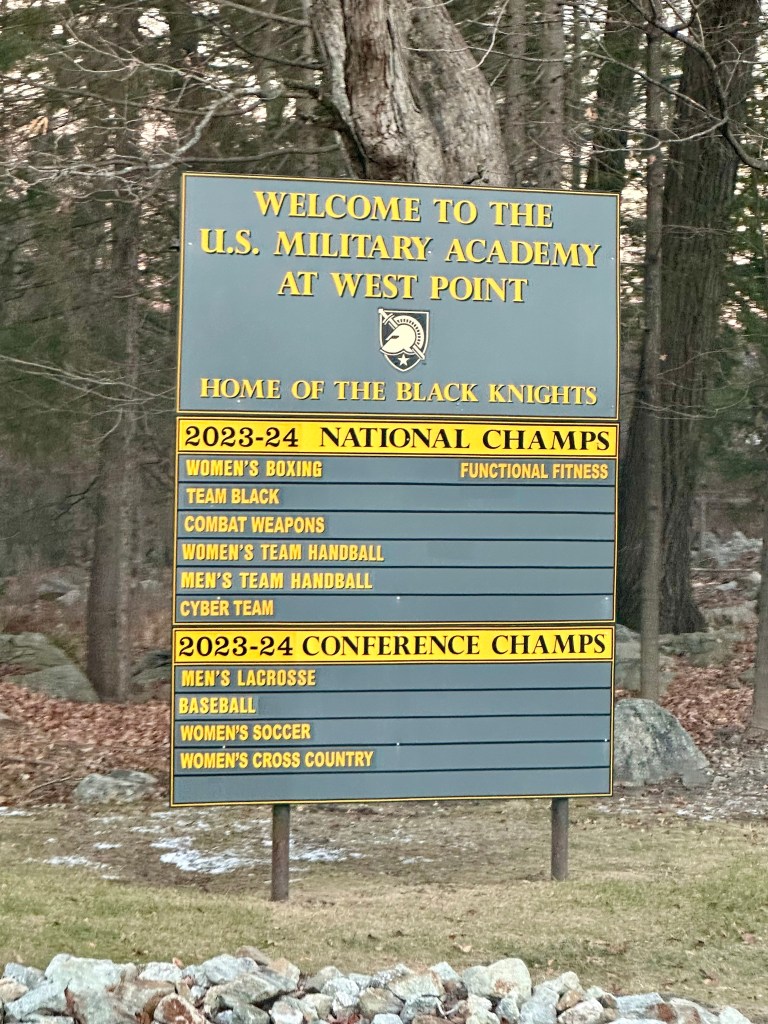 WELCOME TO THE
U.S. MILITARY ACADEMY
AT WEST POINT
HOME OF THE BLACK KNIGHTS
2023-24 NATIONAL CHAMPS
WOMEN'S BOXING FUNCTIONAL FITNESS
TEAM BLACK
COMBAT WEAPONS
WOMEN'S TEAM HANDBALL
MEN'S TEAM HANDBALL
CYBER TEAM
2023-24 CONFERENCE CHAMPS
MEN'S LACROSSE
BASEBALL
WOMEN'S SOCCER
WOMEN'S CROSS COUNTRY